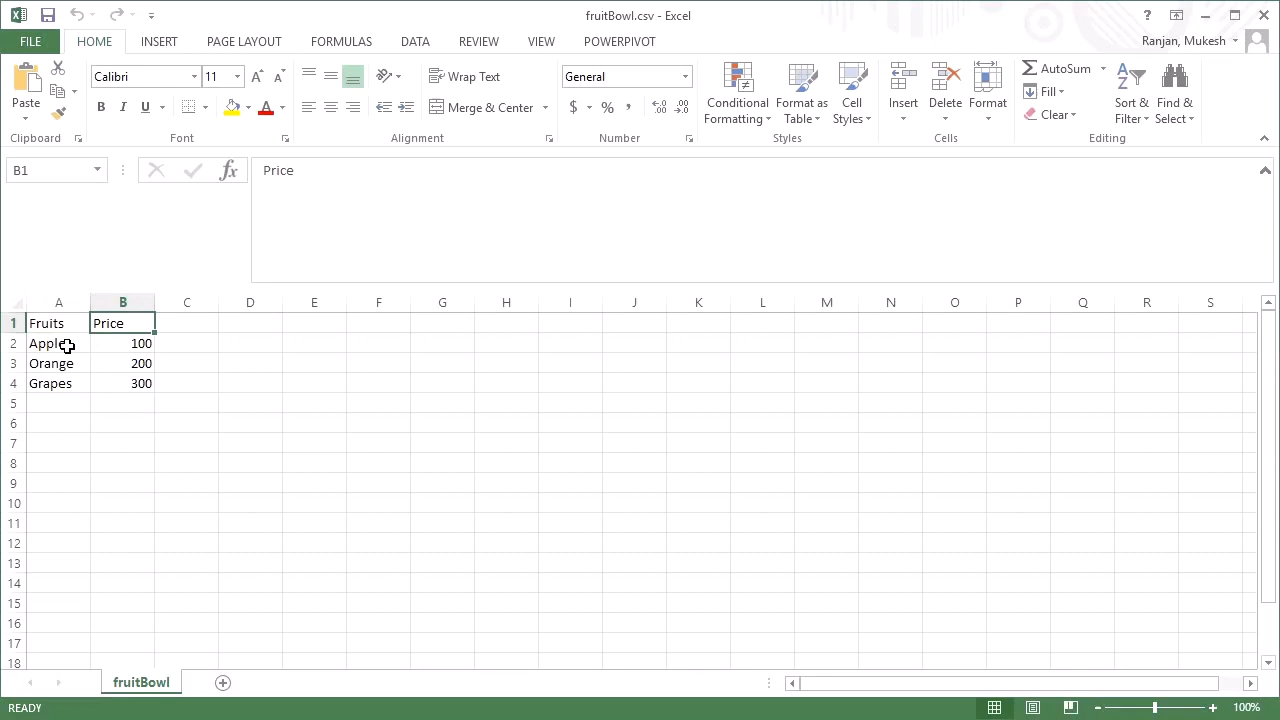 fruitBowl.csv - Excel
?
FILE HOME INSERT PAGE LAYOUT FORMULAS DATA REVIEW VIEW POWERPIVOT Ranjan, Mukesh
Paste
Clipboard
Calibri 11 A A
B I U A
Font
Wrap Text
Merge & Center
Alignment
General
$ % , .00 .0
Number
Conditional Formatting
Format as Table
Cell Styles
Styles
Insert Delete Format
Cells
AutoSum
Fill
Clear
Sort & Filter
Find & Select
Editing
B1 fx Price
A B C D E F G H I J K L M N O P Q R S
1 Fruits Price
2 Apple 100
3 Orange 200
4 Grapes 300
5
6
7
8
9
10
11
12
13
14
15
16
17
18
fruitBowl
READY 100%